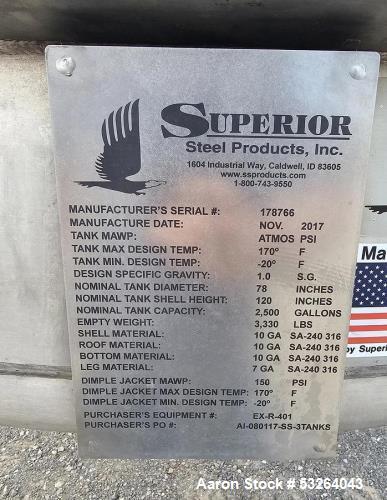 SUPERIOR
Steel Products, Inc.
1604 Industrial Way, Caldwell, ID 83605
www.ssproducts.com
1-800-743-9550
MANUFACTURER'S SERIAL #: 178766
MANUFACTURE DATE: NOV. 2017
TANK MAWP: ATMOS PSI
TANK MAX DESIGN TEMP: 170° F
TANK MIN. DESIGN TEMP: -20° F
DESIGN SPECIFIC GRAVITY: 1.0 S.G.
NOMINAL TANK DIAMETER: 78 INCHES
NOMINAL TANK SHELL HEIGHT: 120 INCHES
NOMINAL TANK CAPACITY: 2,500 GALLONS
EMPTY WEIGHT: 3,330 LBS
SHELL MATERIAL: 10 GA SA-240 316
ROOF MATERIAL: 10 GA SA-240 316
BOTTOM MATERIAL: 10 GA SA-240 316
LEG MATERIAL: 7 GA SA-240 316
DIMPLE JACKET MAWP: 150 PSI
DIMPLE JACKET MAX DESIGN TEMP: 170° F
DIMPLE JACKET MIN. DESIGN TEMP: -20° F
PURCHASER'S EQUIPMENT #: EX-R-401
PURCHASER'S PO #: AI-080117-SS-3TANKS
Ma
by Superi
Aaron Stock # 53264043